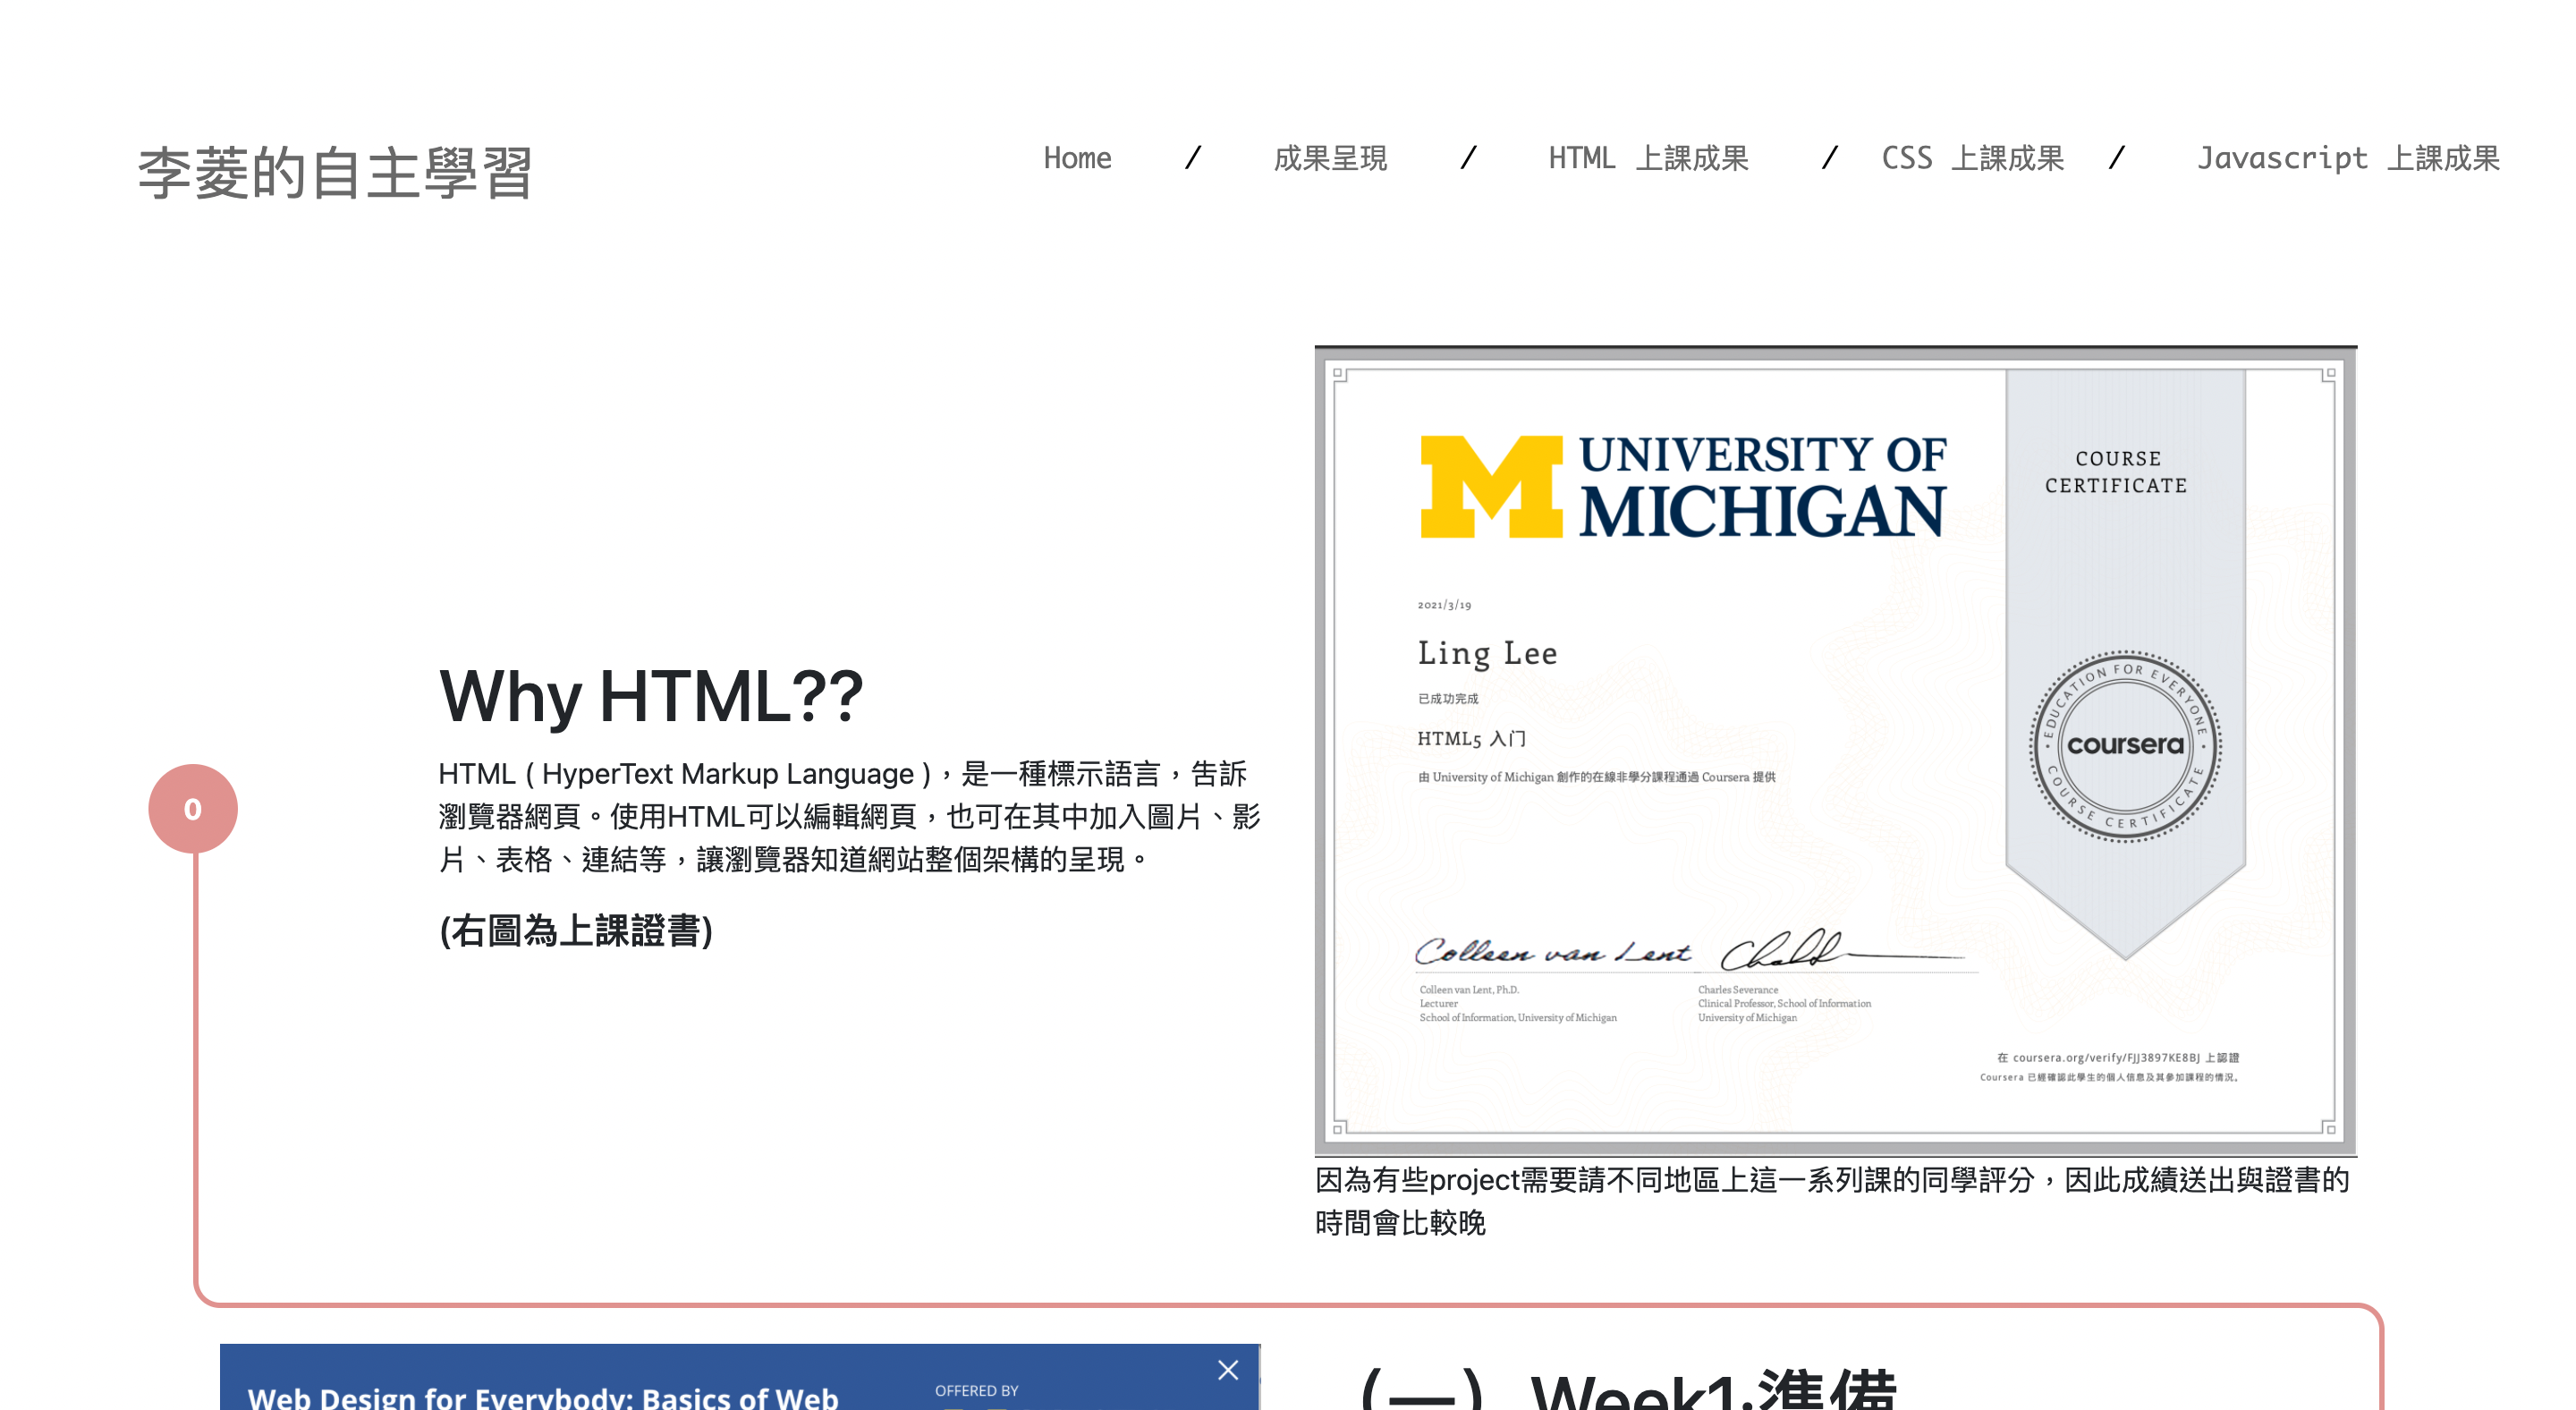 李菱的自主學習
Home / 成果呈現 / HTML 上課成果 / CSS 上課成果 / Javascript 上課成果
0
Why HTML??
HTML ( HyperText Markup Language )，是一種標示語言，告訴
瀏覽器網頁。使用HTML可以編輯網頁，也可在其中加入圖片、影
片、表格、連結等，讓瀏覽器知道網站整個架構的呈現。
(右圖為上課證書)
UNIVERSITY OF
MICHIGAN
COURSE
CERTIFICATE
2021/3/19
Ling Lee
已成功完成
HTML5 入门
由 University of Michigan 創作的在線非學分課程通過 Coursera 提供
EDUCATION FOR EVERYONE
coursera
COURSE CERTIFICATE
Colleen van Lent
Colleen van Lent, Ph.D.
Lecturer
School of Information, University of Michigan
Charles Severance
Clinical Professor, School of Information
University of Michigan
在 coursera.org/verify/FJJ3897KE8BJ 上認證
Coursera 已經確認此學生的個人信息及其參加課程的情況。
因為有些project需要請不同地區上這一系列課的同學評分，因此成績送出與證書的
時間會比較晚
Web Design for Everybody: Basics of Web
OFFERED BY
（一）Week1:準備